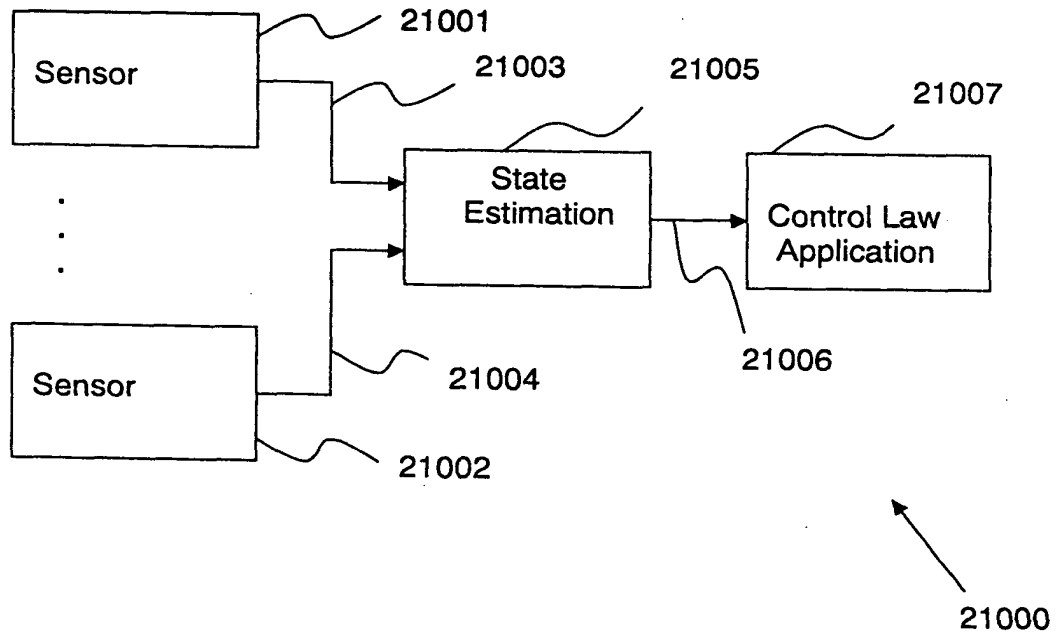 21001
Sensor
21003
21005
21007
State
Estimation
Control Law
Application
21006
21004
Sensor
21002
21000